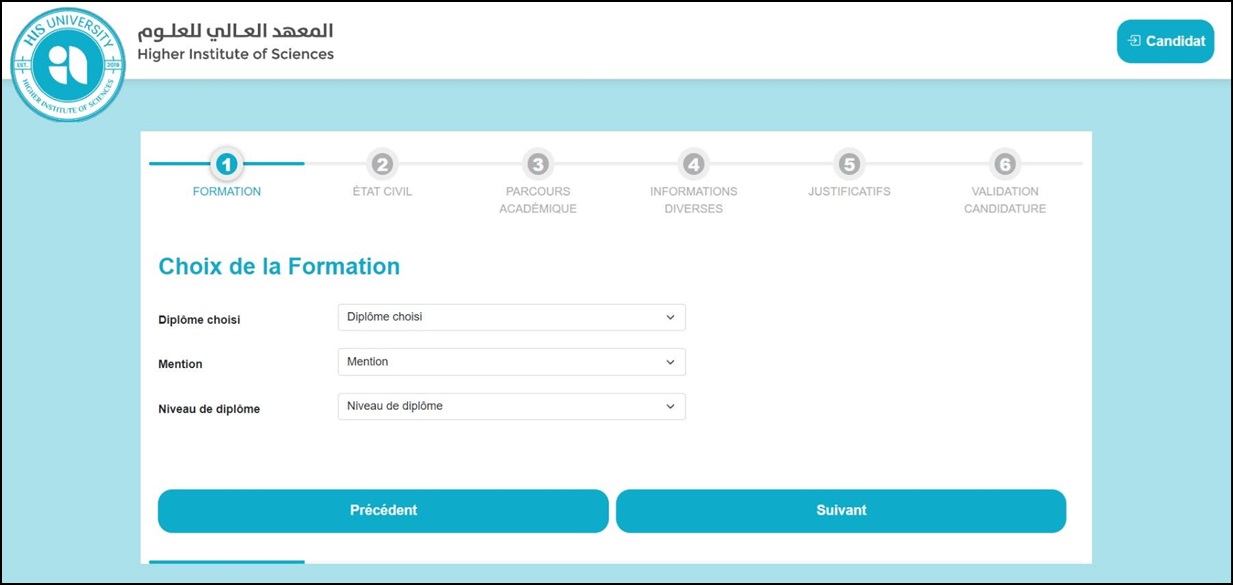 HIS UNIVERSITY
EST.
2019
HIGHER INSTITUTE OF SCIENCES
المعهد العـالي للعلـوم
Higher Institute of Sciences
Candidat
1
2
3
4
5
6
FORMATION
ÉTAT CIVIL
PARCOURS
ACADÉMIQUE
INFORMATIONS
DIVERSES
JUSTIFICATIFS
VALIDATION
CANDIDATURE
Choix de la Formation
Diplôme choisi
Diplôme choisi
Mention
Mention
Niveau de diplôme
Niveau de diplôme
Précédent
Suivant